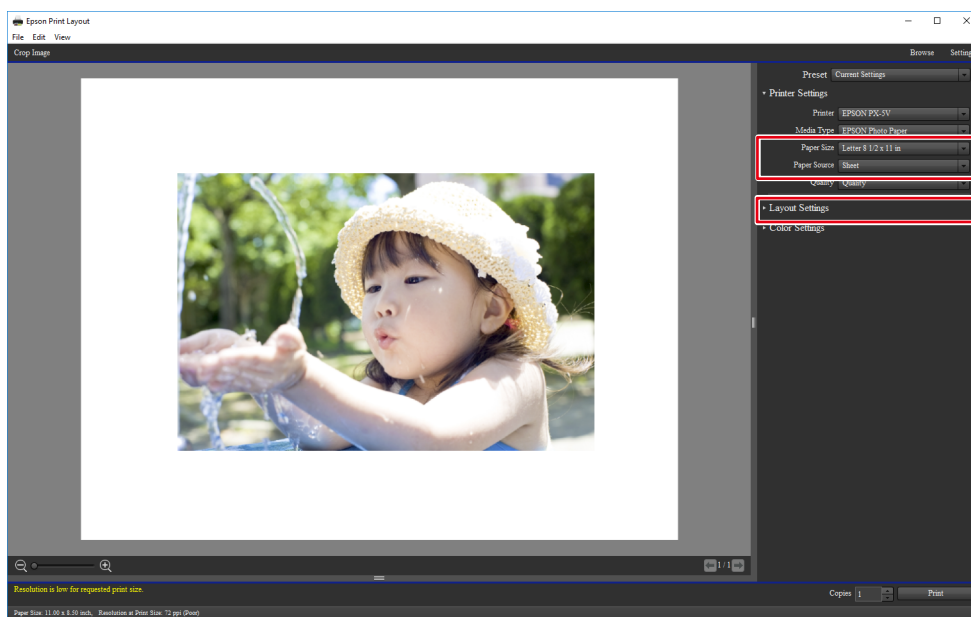 Epson Print Layout
File Edit View
Crop Image Browse Setting
Preset Current Settings
Printer Settings
Printer EPSON PX-5V
Media Type EPSON Photo Paper
Paper Size Letter 8 1/2 x 11 in
Paper Source Sheet
Quality Quality
Layout Settings
Color Settings
1 / 1
Resolution is low for requested print size.
Copies 1 Print
Paper Size: 11.00 x 8.50 inch, Resolution at Print Size: 72 ppi (Poor)